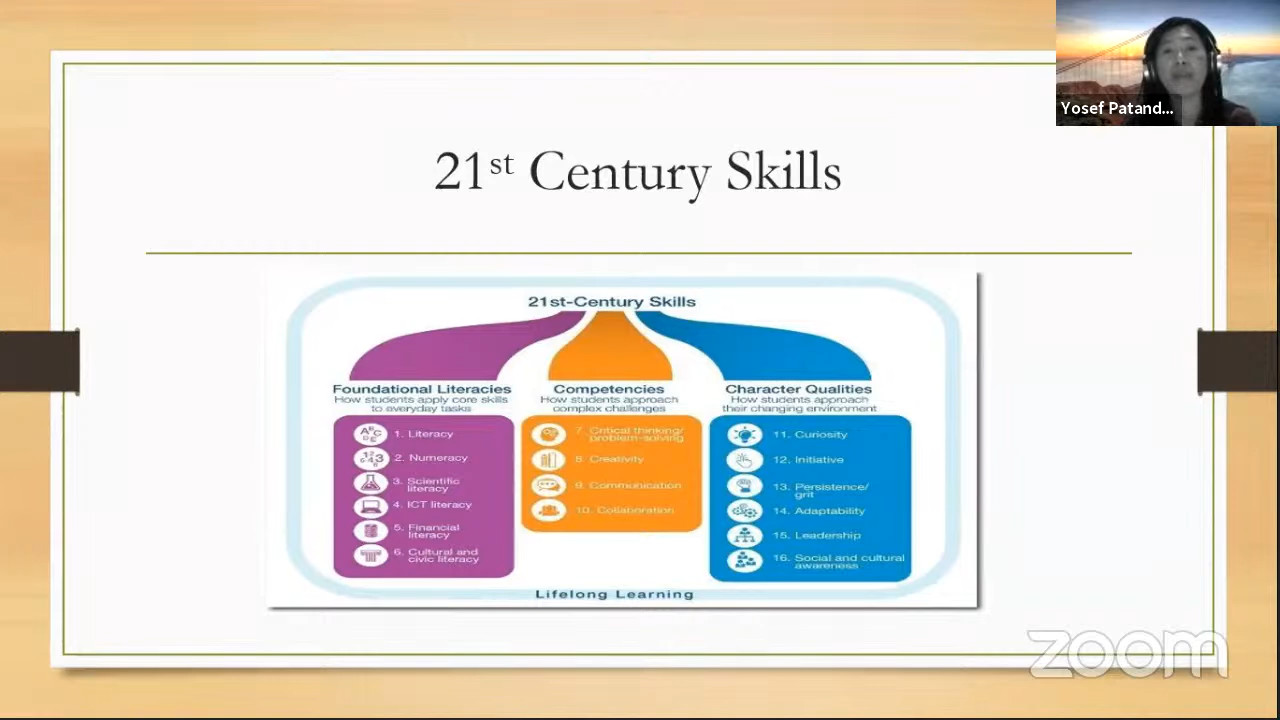 Yosef Patand...
21st Century Skills
21st-Century Skills
Foundational Literacies
How students apply core skills
to everyday tasks
1. Literacy
2. Numeracy
3. Scientific
literacy
4. ICT literacy
5. Financial
literacy
6. Cultural and
civic literacy
Competencies
How students approach
complex challenges
7. Critical thinking/
problem-solving
8. Creativity
9. Communication
10. Collaboration
Character Qualities
How students approach
their changing environment
11. Curiosity
12. Initiative
13. Persistence/
grit
14. Adaptability
15. Leadership
16. Social and cultural
awareness
Lifelong Learning
zoom